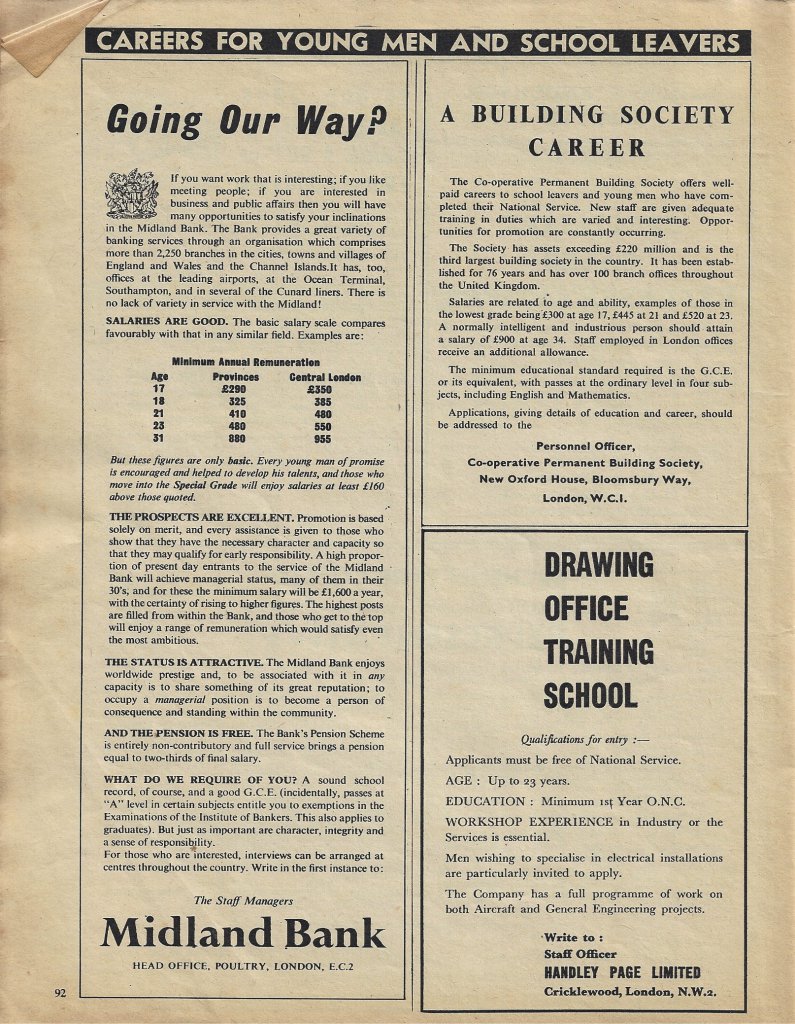 CAREERS FOR YOUNG MEN AND SCHOOL LEAVERS
Going Our Way?
If you want work that is interesting; if you like
meeting people; if you are interested in
business and public affairs then you will have
many opportunities to satisfy your inclinations
in the Midland Bank. The Bank provides a great variety of
banking services through an organisation which comprises
more than 2,250 branches in the cities, towns and villages of
England and Wales and the Channel Islands.It has, too,
offices at the leading airports, at the Ocean Terminal,
Southampton, and in several of the Cunard liners. There is
no lack of variety in service with the Midland!
SALARIES ARE GOOD. The basic salary scale compares
favourably with that in any similar field. Examples are:
Minimum Annual Remuneration
Age Provinces Central London
17 £290 £350
18 325 385
21 410 480
23 480 550
31 880 955
But these figures are only basic. Every young man of promise
is encouraged and helped to develop his talents, and those who
move into the Special Grade will enjoy salaries at least £160
above those quoted.
THE PROSPECTS ARE EXCELLENT. Promotion is based
solely on merit, and every assistance is given to those who
show that they have the necessary character and capacity so
that they may qualify for early responsibility. A high propor-
tion of present day entrants to the service of the Midland
Bank will achieve managerial status, many of them in their
30's, and for these the minimum salary will be £1,600 a year,
with the certainty of rising to higher figures. The highest posts
are filled from within the Bank, and those who get to the top
will enjoy a range of remuneration which would satisfy even
the most ambitious.
THE STATUS IS ATTRACTIVE. The Midland Bank enjoys
worldwide prestige and, to be associated with it in any
capacity is to share something of its great reputation; to
occupy a managerial position is to become a person of
consequence and standing within the community.
AND THE PENSION IS FREE. The Bank's Pension Scheme
is entirely non-contributory and full service brings a pension
equal to two-thirds of final salary.
WHAT DO WE REQUIRE OF YOU? A sound school
record, of course, and a good G.C.E. (incidentally, passes at
"A" level in certain subjects entitle you to exemptions in the
Examinations of the Institute of Bankers. This also applies to
graduates). But just as important are character, integrity and
a sense of responsibility.
For those who are interested, interviews can be arranged at
centres throughout the country. Write in the first instance to:
The Staff Managers
Midland Bank
HEAD OFFICE, POULTRY, LONDON, E.C.2
92
A BUILDING SOCIETY
CAREER
The Co-operative Permanent Building Society offers well-
paid careers to school leavers and young men who have com-
pleted their National Service. New staff are given adequate
training in duties which are varied and interesting. Oppor-
tunities for promotion are constantly occurring.
The Society has assets exceeding £220 million and is the
third largest building society in the country. It has been estab-
lished for 76 years and has over 100 branch offices throughout
the United Kingdom.
Salaries are related to age and ability, examples of those in
the lowest grade being £300 at age 17, £445 at 21 and £520 at 23.
A normally intelligent and industrious person should attain
a salary of £900 at age 34. Staff employed in London offices
receive an additional allowance.
The minimum educational standard required is the G.C.E.
or its equivalent, with passes at the ordinary level in four sub-
jects, including English and Mathematics.
Applications, giving details of education and career, should
be addressed to the
Personnel Officer,
Co-operative Permanent Building Society,
New Oxford House, Bloomsbury Way,
London, W.C.I.
DRAWING
OFFICE
TRAINING
SCHOOL
Qualifications for entry :—
Applicants must be free of National Service.
AGE : Up to 23 years.
EDUCATION : Minimum 1st Year O.N.C.
WORKSHOP EXPERIENCE in Industry or the
Services is essential.
Men wishing to specialise in electrical installations
are particularly invited to apply.
The Company has a full programme of work on
both Aircraft and General Engineering projects.
Write to :
Staff Officer
HANDLEY PAGE LIMITED
Cricklewood, London, N.W.2.